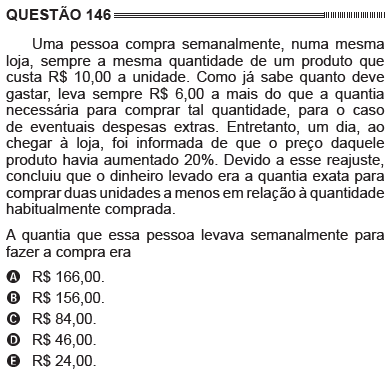 QUESTÃO 146
Uma pessoa compra semanalmente, numa mesma
loja, sempre a mesma quantidade de um produto que
custa R$ 10,00 a unidade. Como já sabe quanto deve
gastar, leva sempre R$ 6,00 a mais do que a quantia
necessária para comprar tal quantidade, para o caso
de eventuais despesas extras. Entretanto, um dia, ao
chegar à loja, foi informada de que o preço daquele
produto havia aumentado 20%. Devido a esse reajuste,
concluiu que o dinheiro levado era a quantia exata para
comprar duas unidades a menos em relação à quantidade
habitualmente comprada.
A quantia que essa pessoa levava semanalmente para
fazer a compra era
A R$ 166,00.
B R$ 156,00.
C R$ 84,00.
D R$ 46,00.
E R$ 24,00.